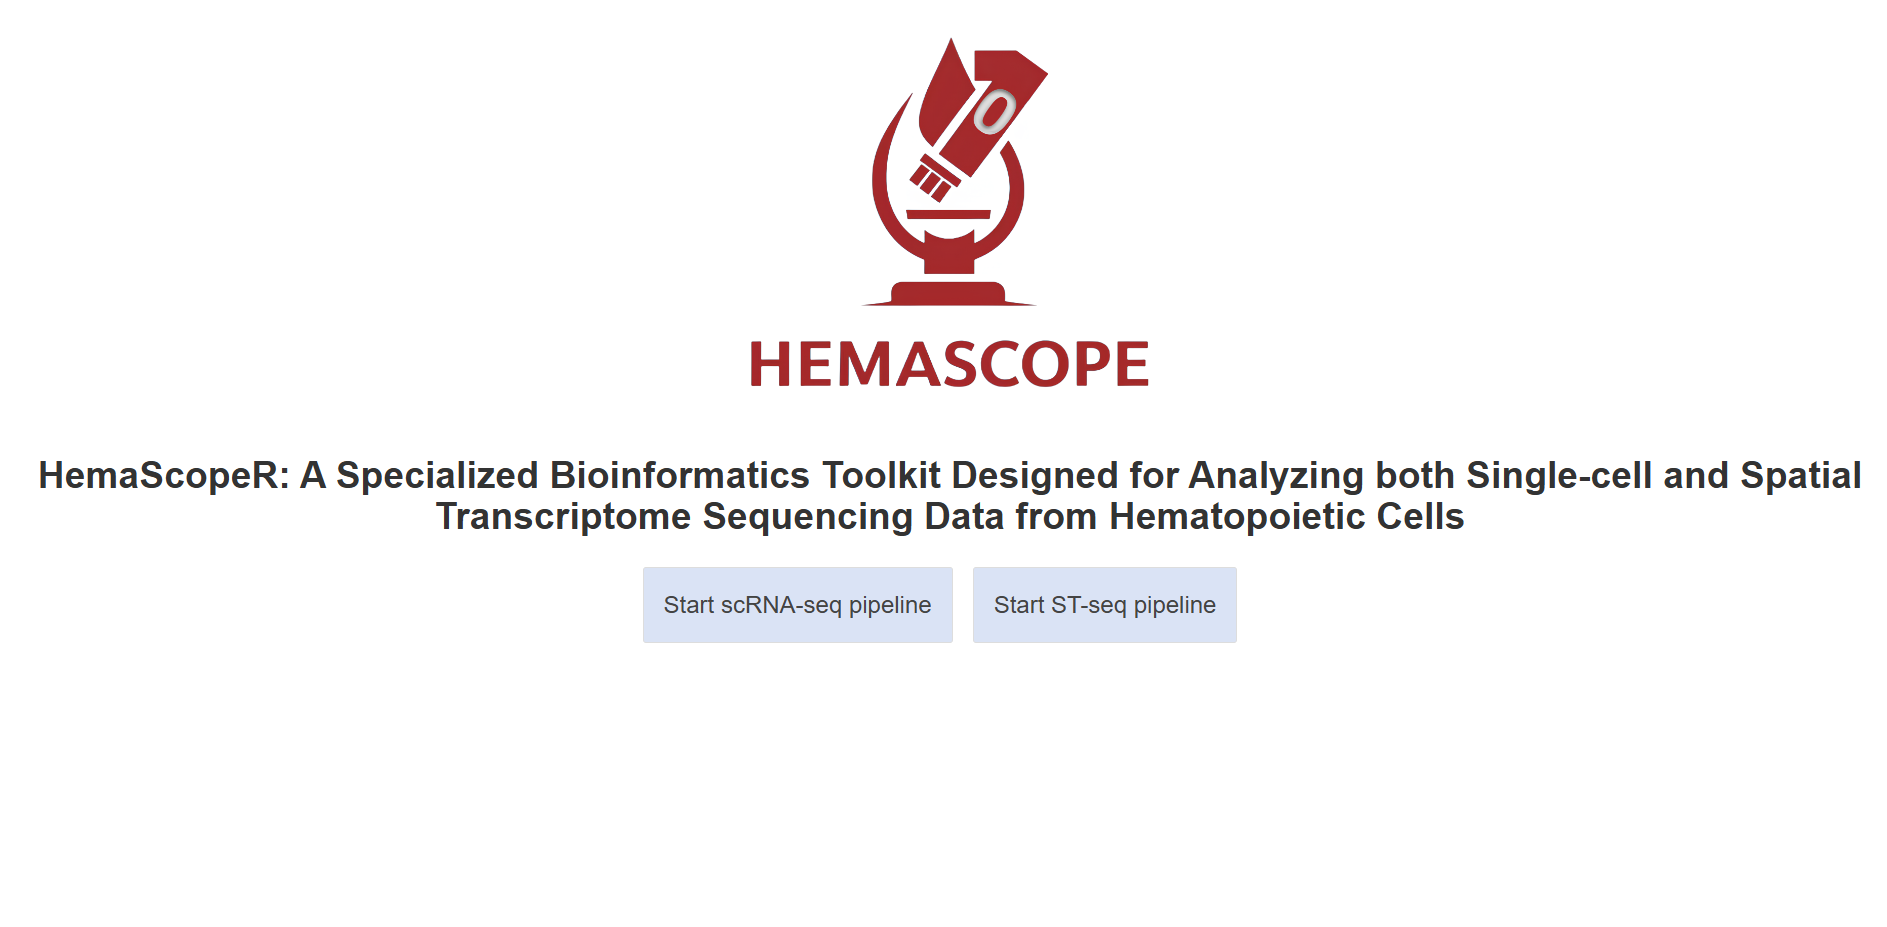 0
HEMASCOPE
HemaScopeR: A Specialized Bioinformatics Toolkit Designed for Analyzing both Single-cell and Spatial
Transcriptome Sequencing Data from Hematopoietic Cells
Start scRNA-seq pipeline
Start ST-seq pipeline